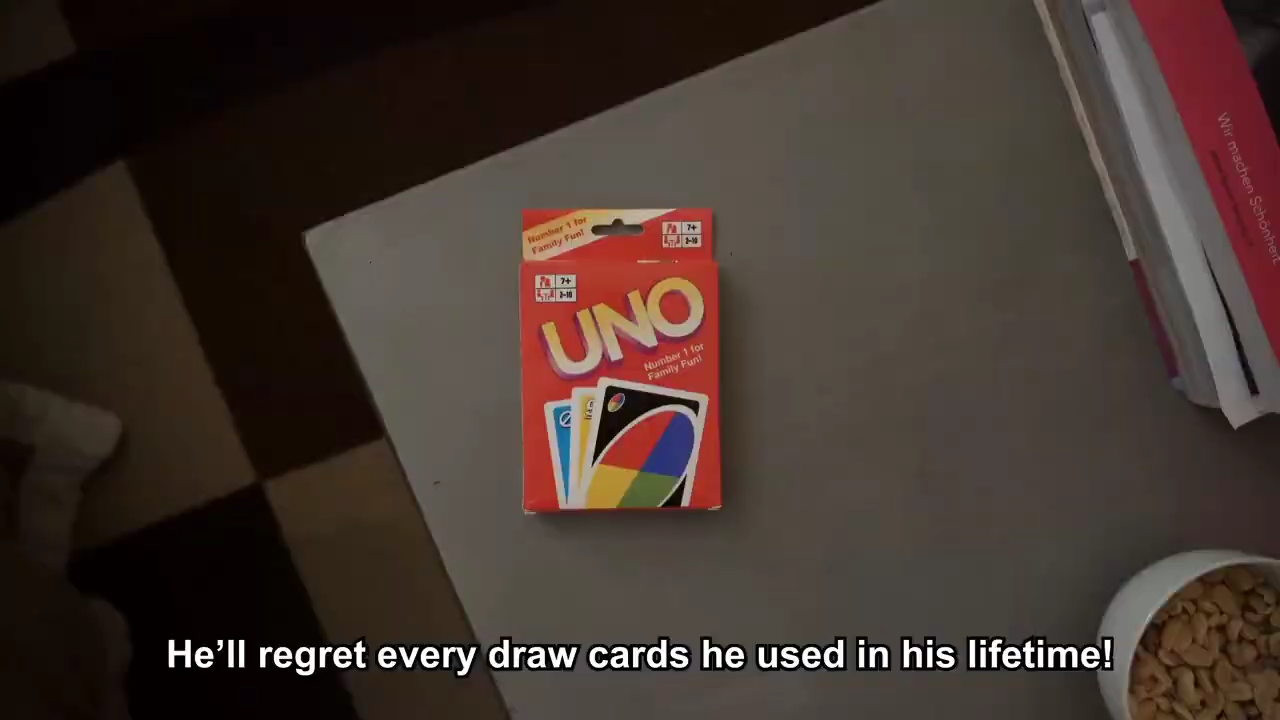 Number 1 for
Family Fun!
7+
2-10
7+
2-10
UNO
Number 1 for
Family Fun!
Wir machen Schönheit
He’ll regret every draw cards he used in his lifetime!